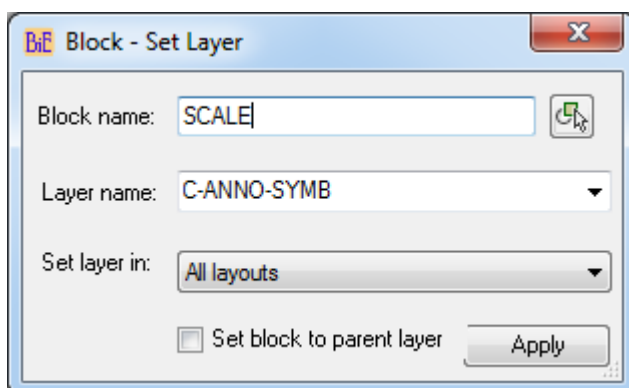 BiE Block - Set Layer
Block name: SCALE
Layer name: C-ANNO-SYMB
Set layer in: All layouts
Set block to parent layer Apply